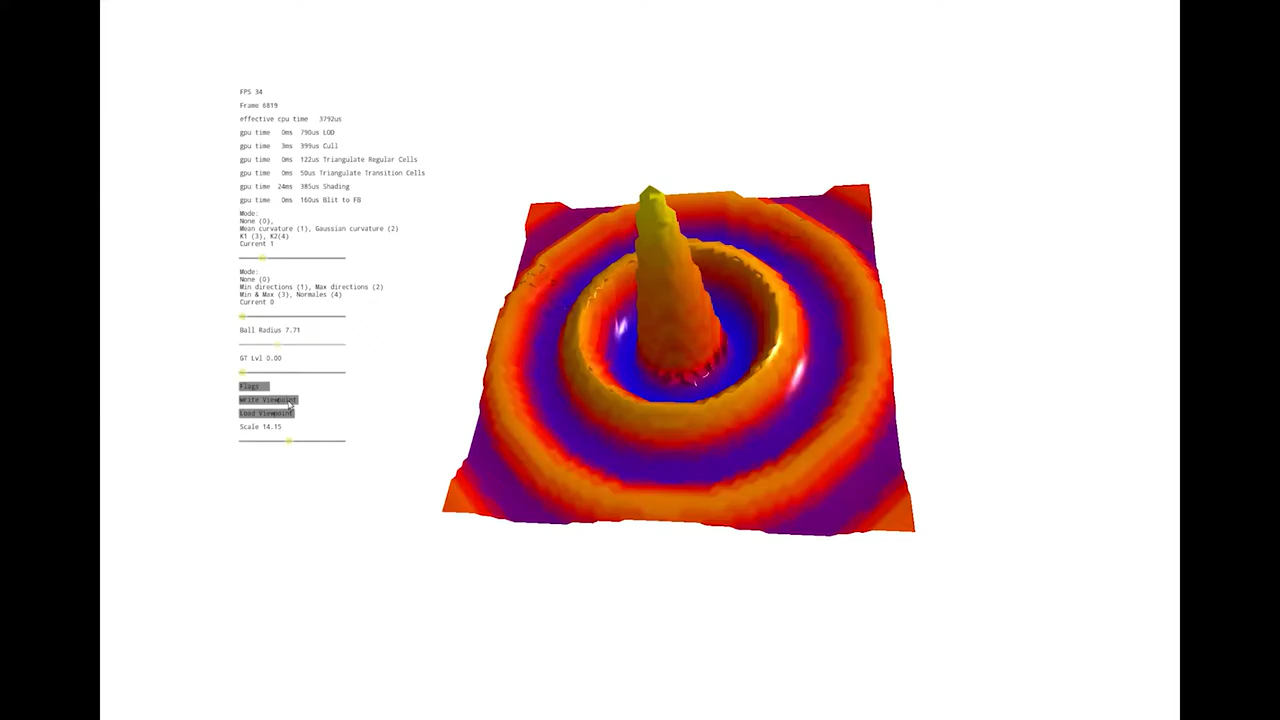 FPS 34
Frame 6819
effective cpu time 3792us
gpu time 0ms 790us LOD
gpu time 3ms 399us Cull
gpu time 0ms 122us Triangulate Regular Cells
gpu time 0ms 50us Triangulate Transition Cells
gpu time 24ms 385us Shading
gpu time 0ms 160us Blit to FB
Mode:
None (0),
Mean curvature (1), Gaussian curvature (2)
K1 (3), K2(4)
Current 1
Mode:
None (0)
Min directions (1), Max directions (2)
Min & Max (3), Normales (4)
Current 0
Ball Radius 7.71
GT Lvl 0.00
Flags
Write Viewpoint
Load Viewpoint
Scale 14.15